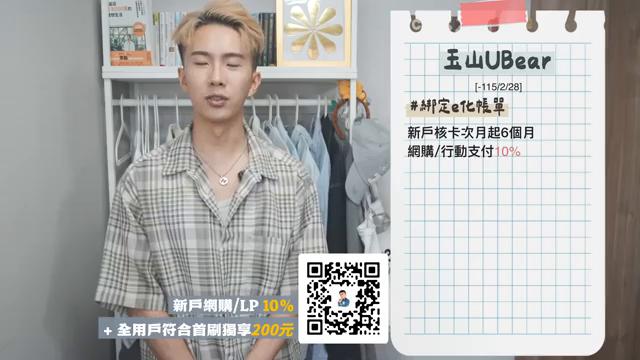 玉山UBear
[-115/2/28]
#綁定e化帳單
新戶核卡次月起6個月
網購/行動支付10%
新戶網購/LP 10%
+ 全用戶符合首刷獨享200元